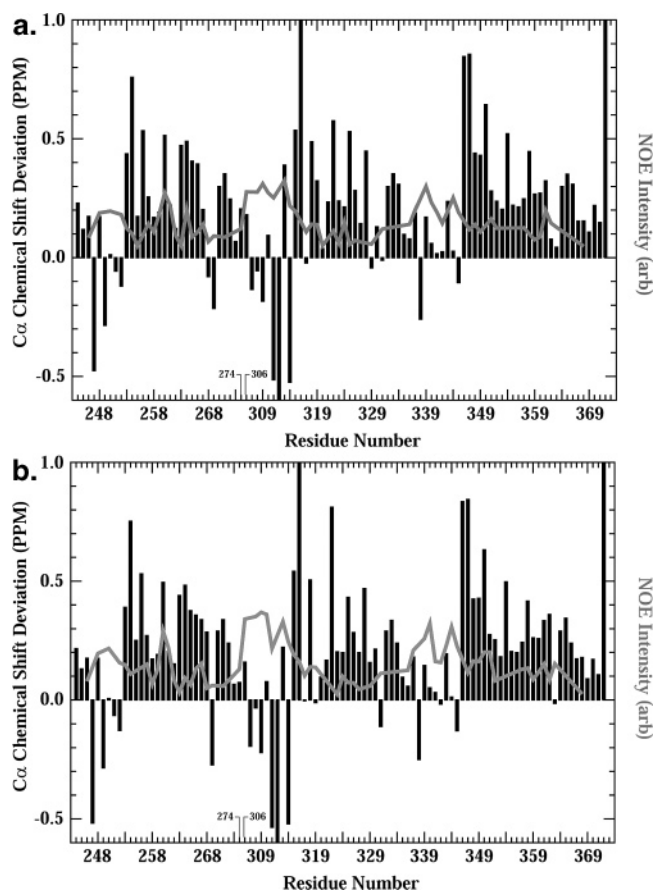 a.
1.0
0.5
0.0
-0.5
Cα Chemical Shift Deviation (PPM)
NOE Intensity (arb)
274 306
248 258 268 309 319 329 339 349 359 369
Residue Number
b.
1.0
0.5
0.0
-0.5
Cα Chemical Shift Deviation (PPM)
NOE Intensity (arb)
274 306
248 258 268 309 319 329 339 349 359 369
Residue Number